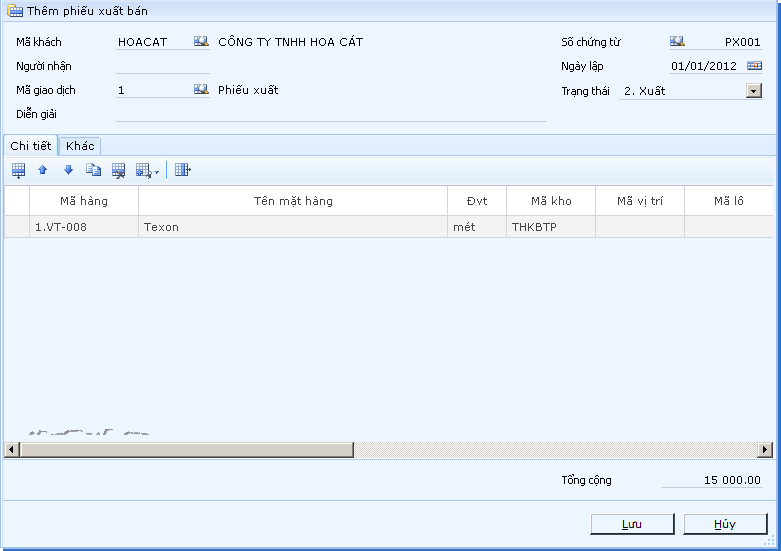 Thêm phiếu xuất bán
Mã khách HOACAT CÔNG TY TNHH HOA CÁT Số chứng từ PX001
Người nhận Ngày lập 01/01/2012
Mã giao dịch 1 Phiếu xuất Trạng thái 2. Xuất
Diễn giải
Chi tiết Khác
Mã hàng Tên mặt hàng Đvt Mã kho Mã vị trí Mã lô
1.VT-008 Texon mét THKBTP
Tổng cộng 15 000.00
Lưu Hủy